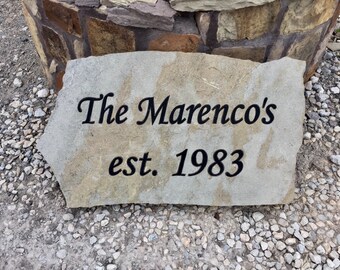 The Marenco's
est. 1983